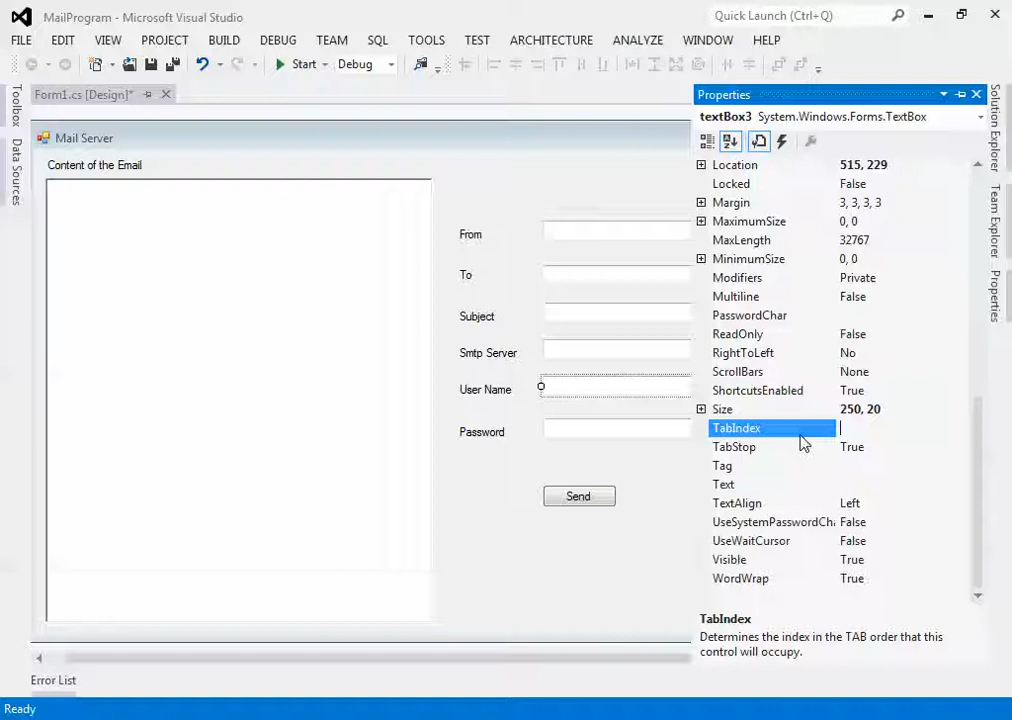 MailProgram - Microsoft Visual Studio
Quick Launch (Ctrl+Q)
FILE EDIT VIEW PROJECT BUILD DEBUG TEAM SQL TOOLS TEST ARCHITECTURE ANALYZE WINDOW HELP
Start Debug
Form1.cs [Design]*
Toolbox
Data Sources
Mail Server
Content of the Email
From
To
Subject
Smtp Server
User Name
Password
Send
Properties
textBox3 System.Windows.Forms.TextBox
Location 515, 229
Locked False
Margin 3, 3, 3, 3
MaximumSize 0, 0
MaxLength 32767
MinimumSize 0, 0
Modifiers Private
Multiline False
PasswordChar
ReadOnly False
RightToLeft No
ScrollBars None
ShortcutsEnabled True
Size 250, 20
TabIndex
TabStop True
Tag
Text
TextAlign Left
UseSystemPasswordCha False
UseWaitCursor False
Visible True
WordWrap True
TabIndex
Determines the index in the TAB order that this
control will occupy.
Solution Explorer
Team Explorer
Properties
Error List
Ready